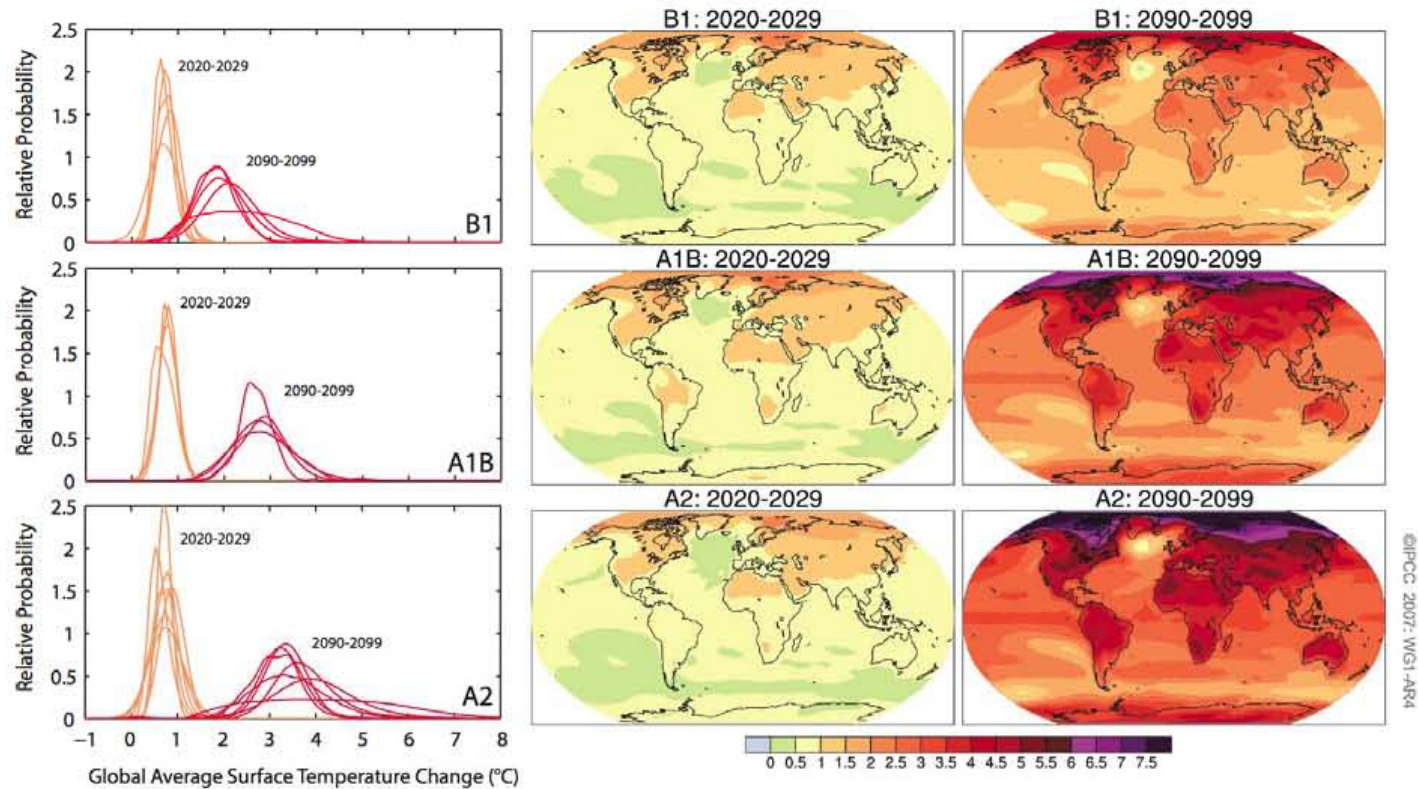 B1: 2020-2029
B1: 2090-2099
2.5
2
1.5
1
0.5
0
Relative Probability
2020-2029
2090-2099
B1
A1B: 2020-2029
A1B: 2090-2099
2.5
2
1.5
1
0.5
0
Relative Probability
2020-2029
2090-2099
A1B
A2: 2020-2029
A2: 2090-2099
2.5
2
1.5
1
0.5
0
Relative Probability
2020-2029
2090-2099
A2
−1 0 1 2 3 4 5 6 7 8
Global Average Surface Temperature Change (°C)
0 0.5 1 1.5 2 2.5 3 3.5 4 4.5 5 5.5 6 6.5 7 7.5
©IPCC 2007: WG1-AR4